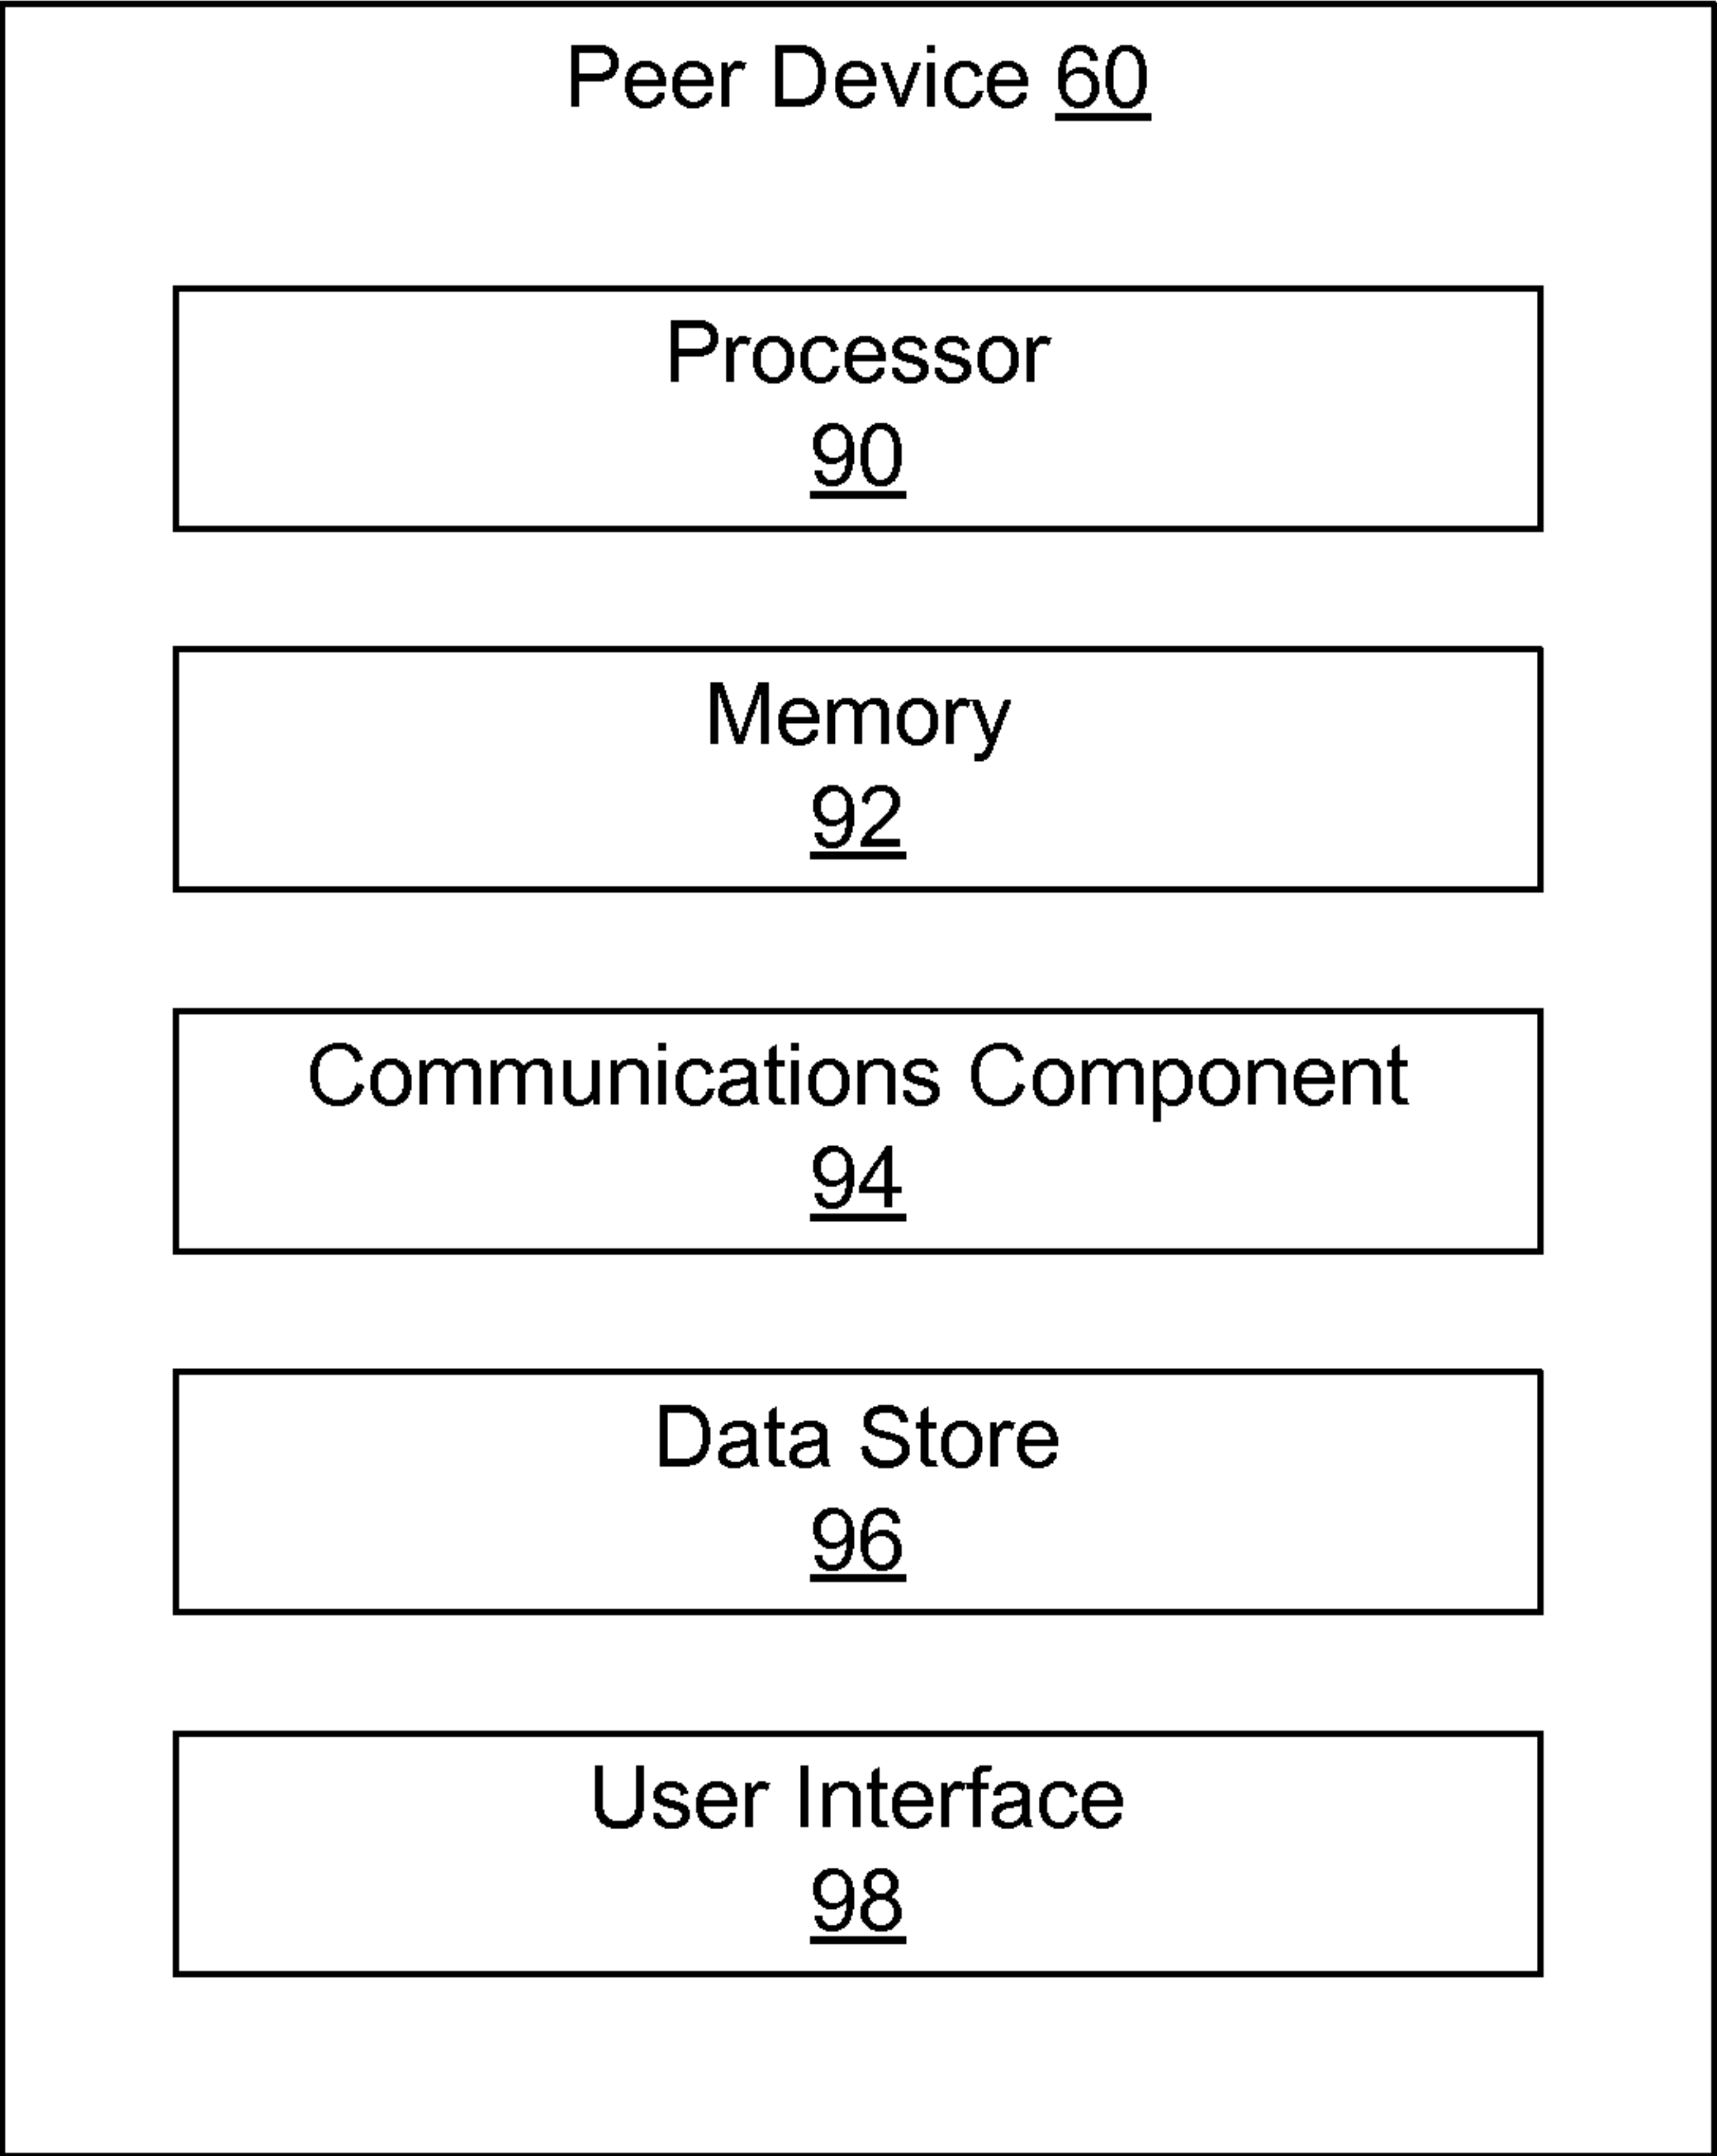 Peer Device 60
Processor
90
Memory
92
Communications Component
94
Data Store
96
User Interface
98